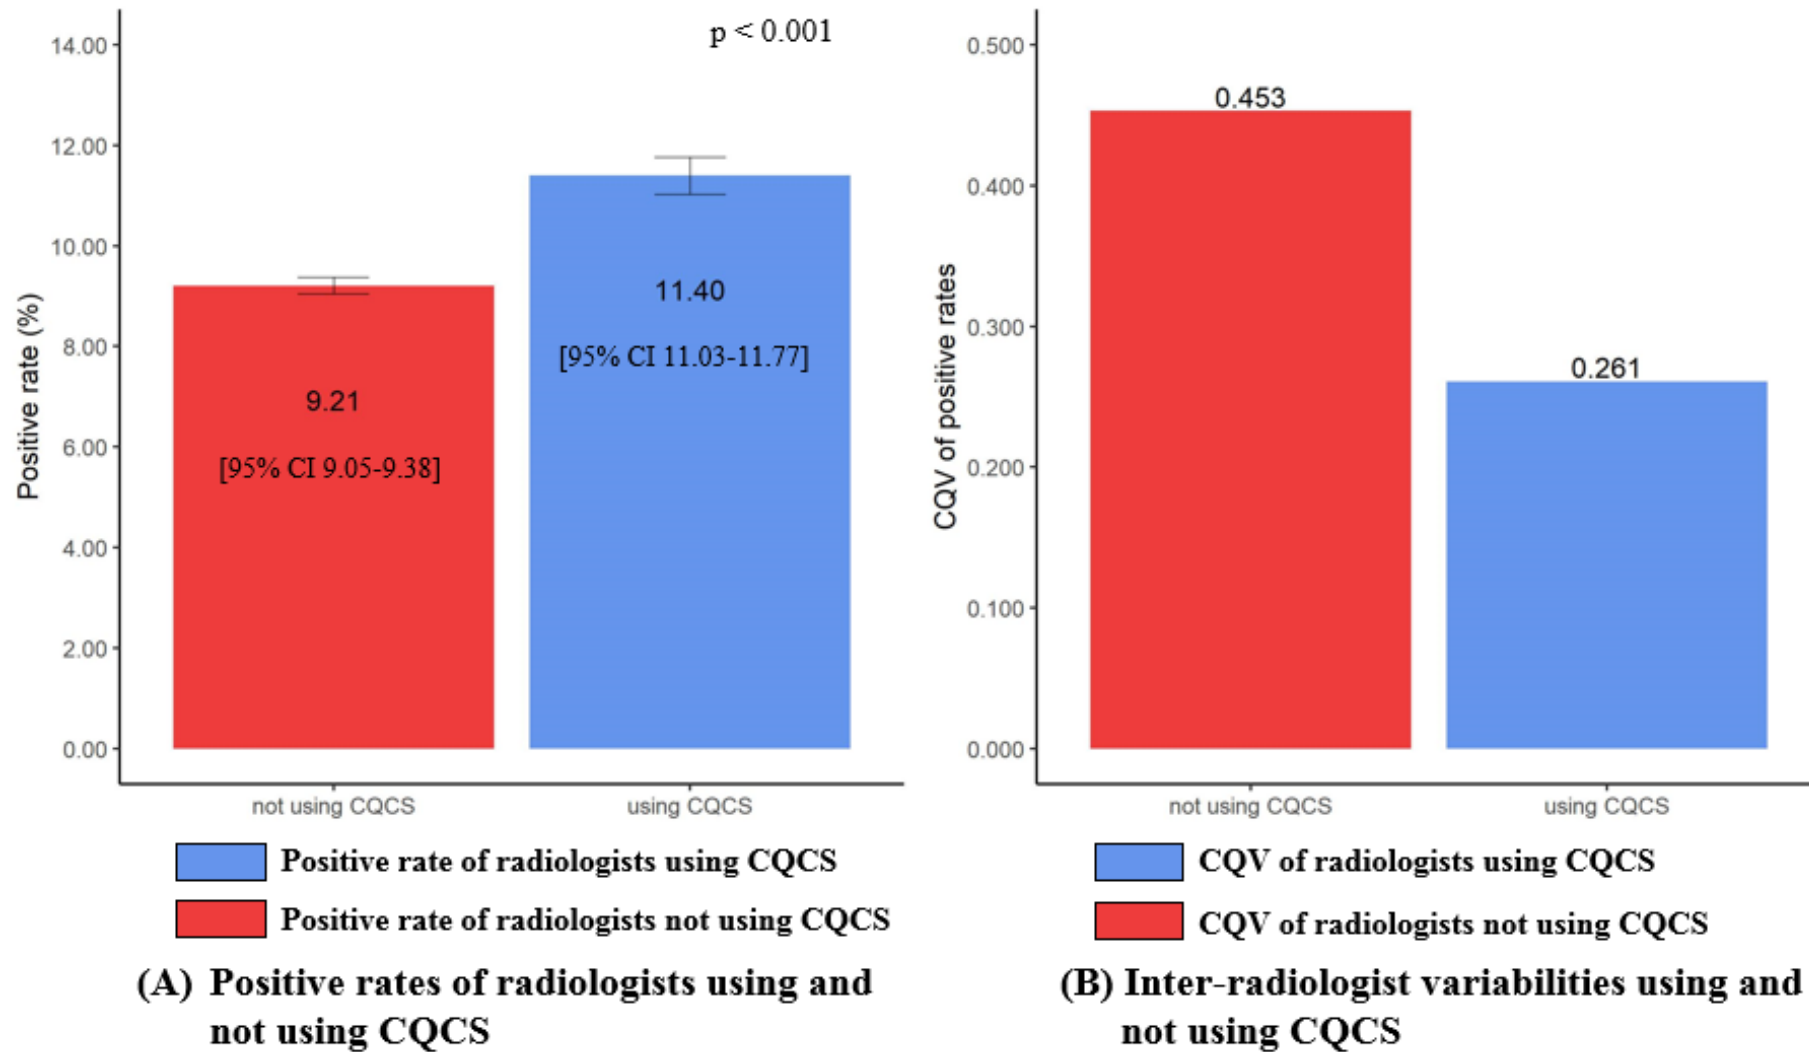 p < 0.001
14.00
12.00
10.00
8.00
6.00
4.00
2.00
0.00
Positive rate (%)
9.21
[95% CI 9.05-9.38]
11.40
[95% CI 11.03-11.77]
not using CQCS
using CQCS
Positive rate of radiologists using CQCS
Positive rate of radiologists not using CQCS
(A) Positive rates of radiologists using and
not using CQCS
0.500
0.400
0.300
0.200
0.100
0.000
CQV of positive rates
0.453
0.261
not using CQCS
using CQCS
CQV of radiologists using CQCS
CQV of radiologists not using CQCS
(B) Inter-radiologist variabilities using and
not using CQCS